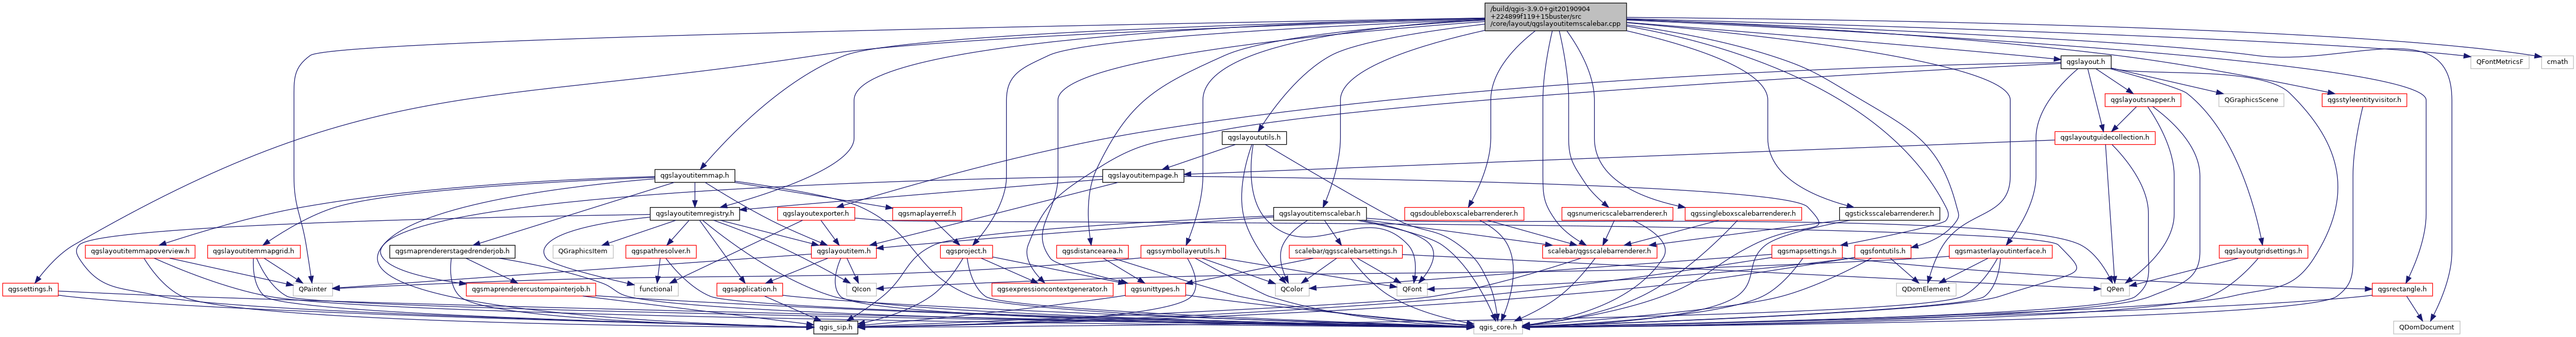 /build/qgis-3.9.0+git20190904
+224899f119+15buster/src
/core/layout/qgslayoutitemscalebar.cpp
qgslayout.h
QFontMetricsF
cmath
qgslayoutsnapper.h
QGraphicsScene
qgsstyleentityvisitor.h
qgslayoututils.h
qgslayoutguidecollection.h
qgslayoutitemmap.h
qgslayoutitempage.h
qgslayoutitemregistry.h
qgslayoutexporter.h
qgsmaplayerref.h
qgslayoutitemscalebar.h
qgsdoubleboxscalebarrenderer.h
qgsnumericscalebarrenderer.h
qgssingleboxscalebarrenderer.h
qgsticksscalebarrenderer.h
qgslayoutitemmapoverview.h
qgslayoutitemmapgrid.h
qgsmaprendererstagedrenderjob.h
QGraphicsItem
qgspathresolver.h
qgslayoutitem.h
qgsproject.h
qgsdistancearea.h
qgssymbollayerutils.h
scalebar/qgsscalebarsettings.h
scalebar/qgsscalebarrenderer.h
qgsmapsettings.h
qgsfontutils.h
qgsmasterlayoutinterface.h
qgslayoutgridsettings.h
qgssettings.h
QPainter
qgsmaprenderercustompainterjob.h
functional
qgsapplication.h
QIcon
qgsexpressioncontextgenerator.h
qgsunittypes.h
QColor
QFont
QDomElement
QPen
qgsrectangle.h
qgis_sip.h
qgis_core.h
QDomDocument